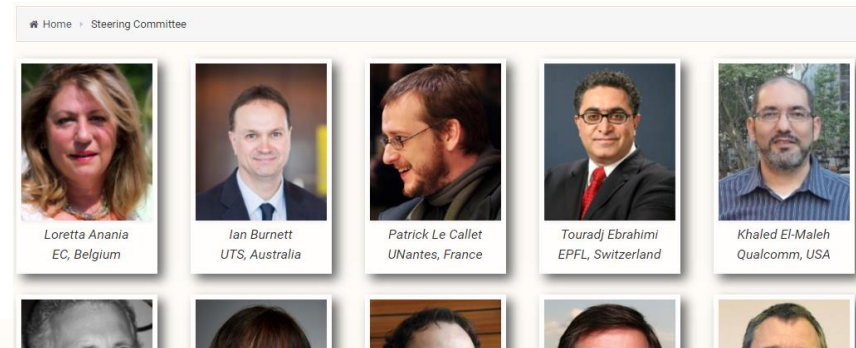 Home Steering Committee
Loretta Anania
EC, Belgium
Ian Burnett
UTS, Australia
Patrick Le Callet
UNantes, France
Touradj Ebrahimi
EPFL, Switzerland
Khaled El-Maleh
Qualcomm, USA